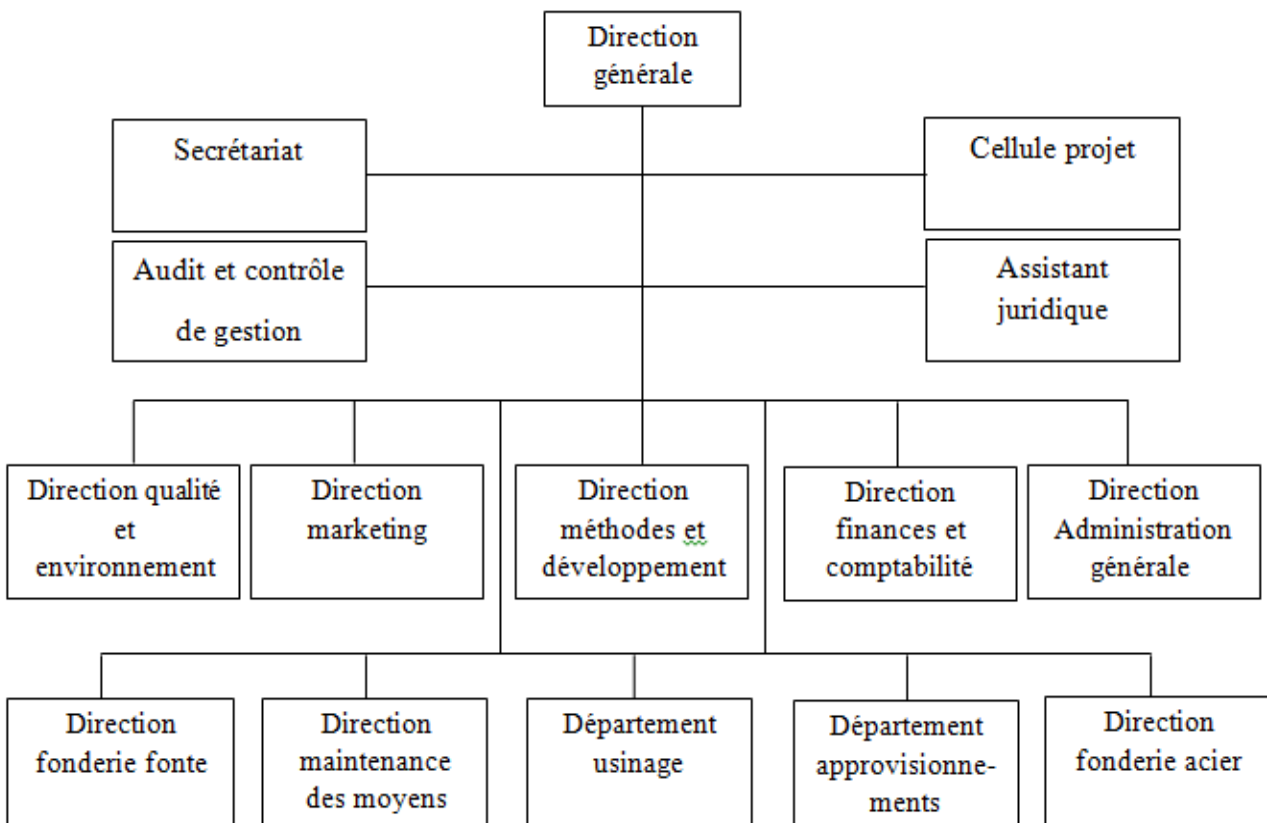 Direction
générale
Secrétariat
Cellule projet
Audit et contrôle
de gestion
Assistant
juridique
Direction qualité
et
environnement
Direction
marketing
Direction
méthodes et
développement
Direction
finances et
comptabilité
Direction
Administration
générale
Direction
fonderie fonte
Direction
maintenance
des moyens
Département
usinage
Département
approvisionne-
ments
Direction
fonderie acier